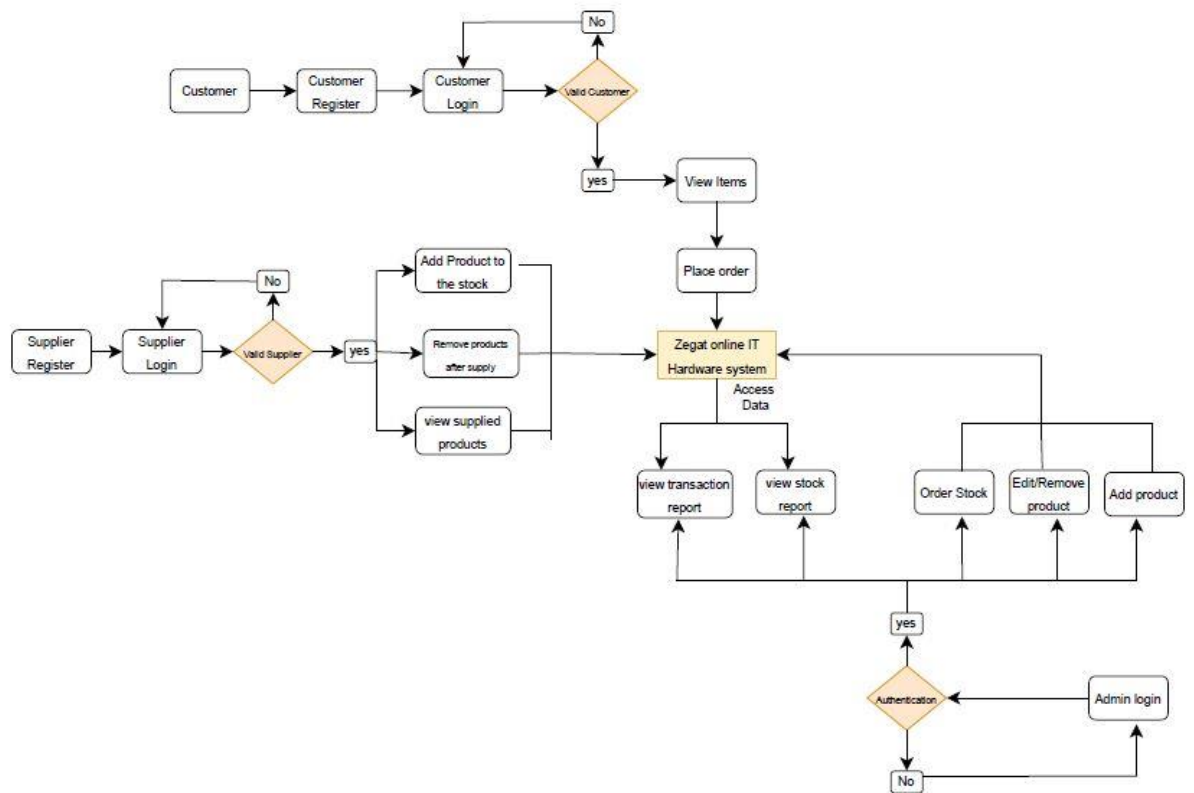 No
Customer
Customer
Register
Customer
Login
Valid Customer
yes
View Items
Place order
Add Product to
the stock
No
Supplier
Register
Supplier
Login
Valid Supplier
yes
Remove products
after supply
view supplied
products
Zegat online IT
Hardware system
Access
Data
view transaction
report
view stock
report
Order Stock
Edit/Remove
product
Add product
yes
Authentication
Admin login
No